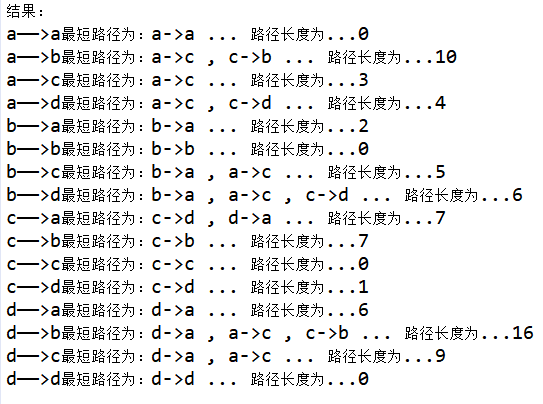 结果：
a——>a最短路径为：a->a ... 路径长度为...0
a——>b最短路径为：a->c , c->b ... 路径长度为...10
a——>c最短路径为：a->c ... 路径长度为...3
a——>d最短路径为：a->c , c->d ... 路径长度为...4
b——>a最短路径为：b->a ... 路径长度为...2
b——>b最短路径为：b->b ... 路径长度为...0
b——>c最短路径为：b->a , a->c ... 路径长度为...5
b——>d最短路径为：b->a , a->c , c->d ... 路径长度为...6
c——>a最短路径为：c->d , d->a ... 路径长度为...7
c——>b最短路径为：c->b ... 路径长度为...7
c——>c最短路径为：c->c ... 路径长度为...0
c——>d最短路径为：c->d ... 路径长度为...1
d——>a最短路径为：d->a ... 路径长度为...6
d——>b最短路径为：d->a , a->c , c->b ... 路径长度为...16
d——>c最短路径为：d->a , a->c ... 路径长度为...9
d——>d最短路径为：d->d ... 路径长度为...0